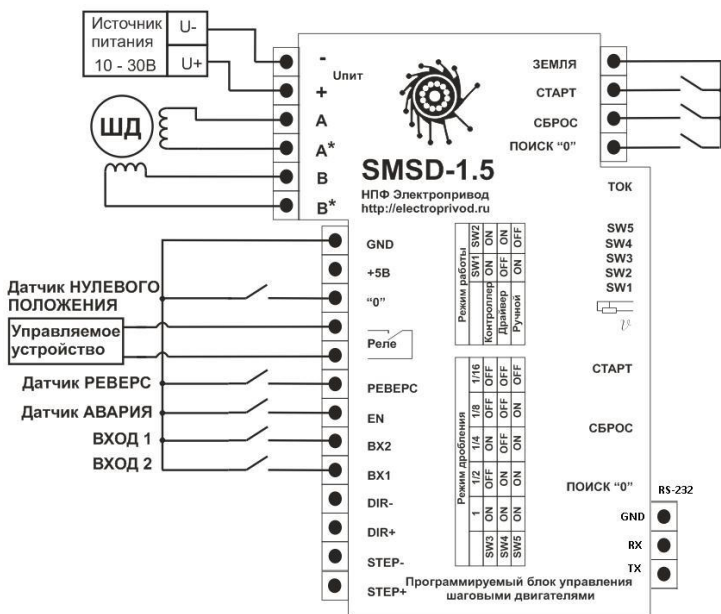 Источник питания
10 - 30В
U-
U+
ШД
-
+
Uпит
A
A*
B
B*
SMSD-1.5
НПФ Электропривод
http://electroprivod.ru
ЗЕМЛЯ
СТАРТ
СБРОС
ПОИСК “0”
ТОК
SW5
SW4
SW3
SW2
SW1
СТАРТ
СБРОС
ПОИСК “0”
RS-232
GND
RX
TX
GND
+5В
“0”
Реле
РЕВЕРС
EN
ВХ2
ВХ1
DIR-
DIR+
STEP-
STEP+
Датчик НУЛЕВОГО
ПОЛОЖЕНИЯ
Управляемое
устройство
Датчик РЕВЕРС
Датчик АВАРИЯ
ВХОД 1
ВХОД 2
Режим работы
SW1 SW2
Контроллер ON ON
Драйвер OFF ON
Ручной ON OFF
Режим дробления
1 1/2 1/4 1/8 1/16
SW3 ON OFF ON OFF OFF
SW4 ON ON OFF OFF OFF
SW5 ON ON ON ON OFF
Программируемый блок управления
шаговыми двигателями